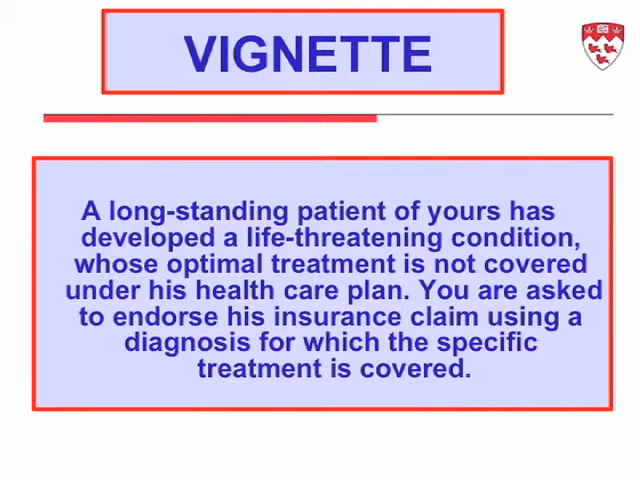 VIGNETTE
A long-standing patient of yours has
developed a life-threatening condition,
whose optimal treatment is not covered
under his health care plan. You are asked
to endorse his insurance claim using a
diagnosis for which the specific
treatment is covered.